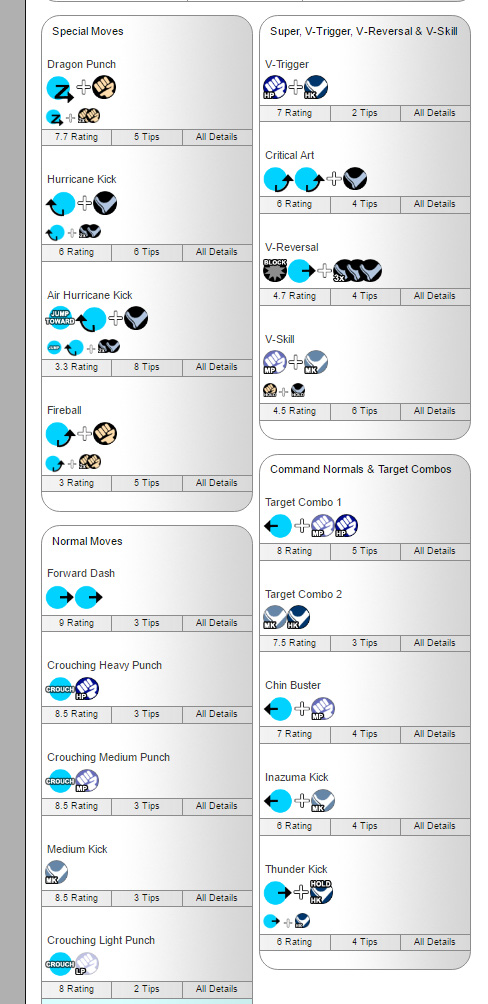 Special Moves
Dragon Punch
7.7 Rating 5 Tips All Details
Hurricane Kick
6 Rating 6 Tips All Details
Air Hurricane Kick
JUMP
TOWARD
JUMP
3.3 Rating 8 Tips All Details
Fireball
3 Rating 5 Tips All Details
Normal Moves
Forward Dash
9 Rating 3 Tips All Details
Crouching Heavy Punch
CROUCH HP
8.5 Rating 3 Tips All Details
Crouching Medium Punch
CROUCH MP
8.5 Rating 3 Tips All Details
Medium Kick
MK
8.5 Rating 3 Tips All Details
Crouching Light Punch
CROUCH LP
8 Rating 2 Tips All Details
Super, V-Trigger, V-Reversal & V-Skill
V-Trigger
HP HK
7 Rating 2 Tips All Details
Critical Art
6 Rating 4 Tips All Details
V-Reversal
BLOCK
3X
4.7 Rating 4 Tips All Details
V-Skill
MP MK
4.5 Rating 6 Tips All Details
Command Normals & Target Combos
Target Combo 1
MP HP
8 Rating 5 Tips All Details
Target Combo 2
MK HK
7.5 Rating 3 Tips All Details
Chin Buster
MP
7 Rating 4 Tips All Details
Inazuma Kick
MK
6 Rating 4 Tips All Details
Thunder Kick
HOLD
HK
HK
6 Rating 4 Tips All Details